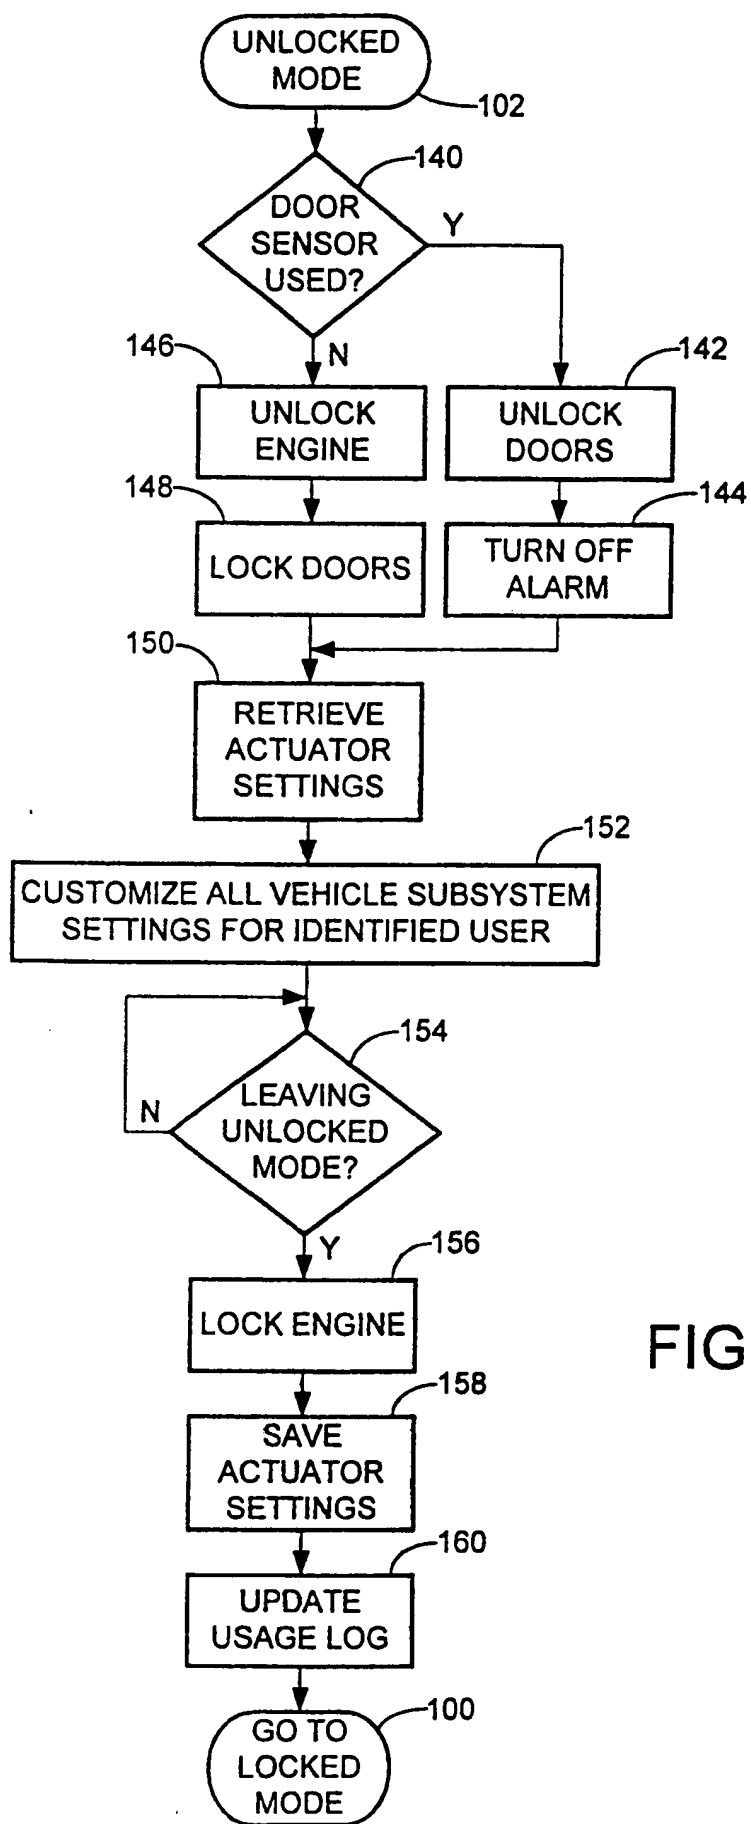 UNLOCKED
MODE
102
140
DOOR
SENSOR
USED?
Y
N
146
UNLOCK
ENGINE
142
UNLOCK
DOORS
148
LOCK DOORS
144
TURN OFF
ALARM
150
RETRIEVE
ACTUATOR
SETTINGS
152
CUSTOMIZE ALL VEHICLE SUBSYSTEM
SETTINGS FOR IDENTIFIED USER
154
LEAVING
UNLOCKED
MODE?
N
Y
156
LOCK ENGINE
FIG
158
SAVE
ACTUATOR
SETTINGS
160
UPDATE
USAGE LOG
100
GO TO
LOCKED
MODE